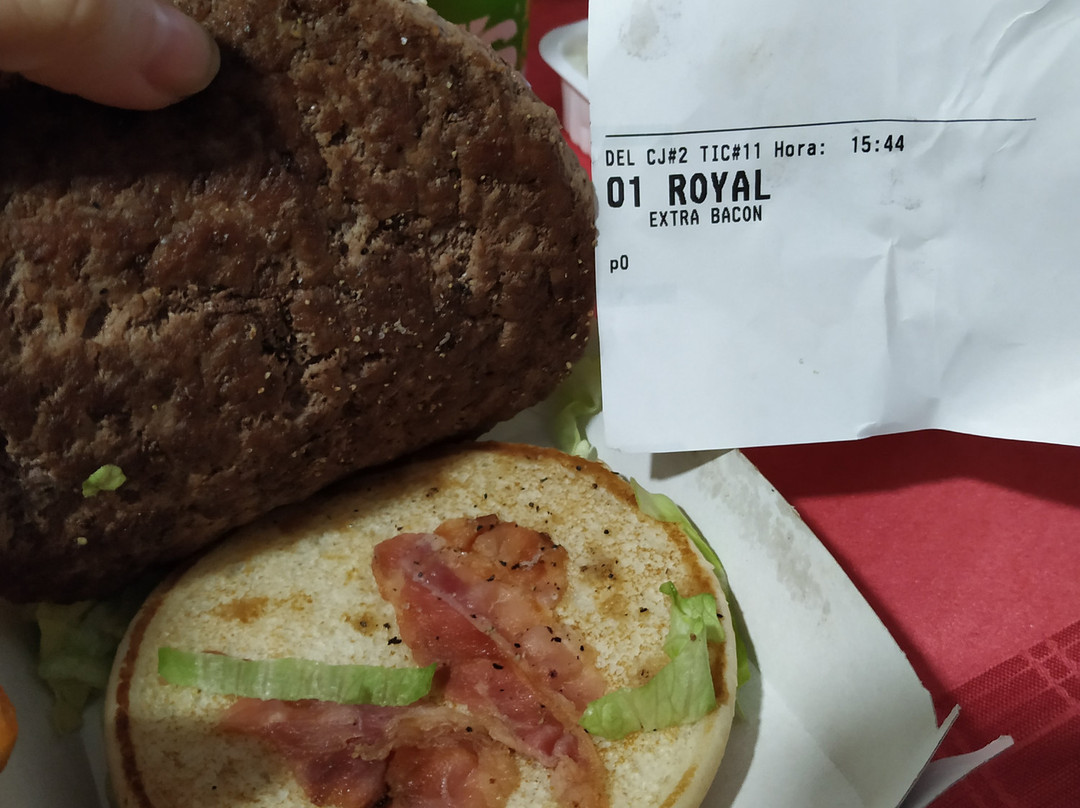 DEL CJ#2 TIC#11 Hora: 15:44
01 ROYAL
EXTRA BACON
p0